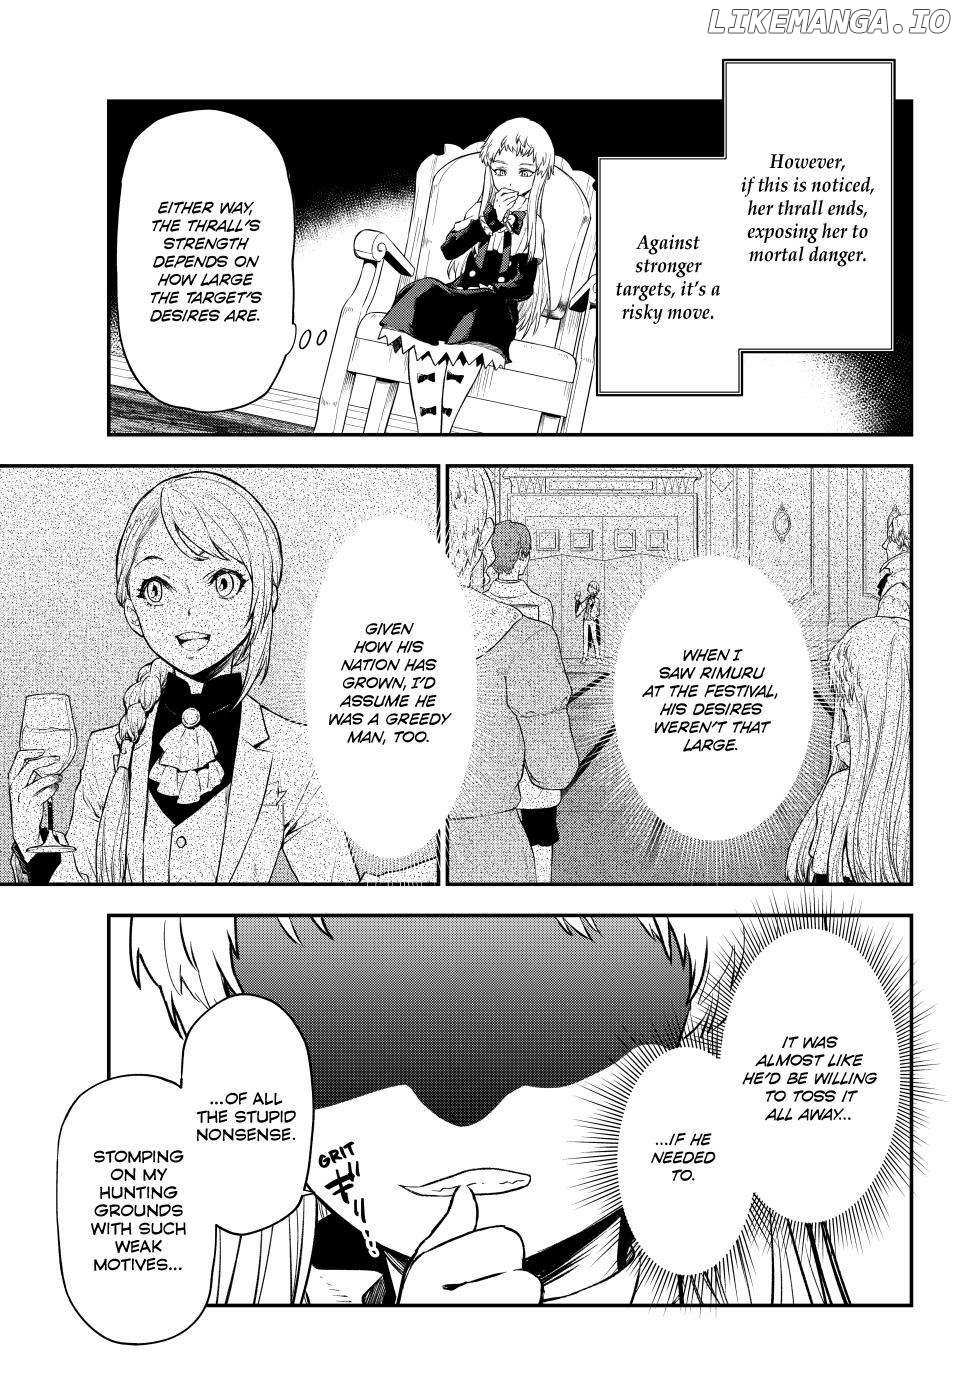 LIKEMANGA.IO
However,
if this is noticed,
her thrall ends,
exposing her to
mortal danger.
Against
stronger
targets, it's a
risky move.
EITHER WAY,
THE THRALL'S
STRENGTH
DEPENDS ON
HOW LARGE
THE TARGET'S
DESIRES ARE.
WHEN I
SAW RIMURU
AT THE FESTIVAL,
HIS DESIRES
WEREN'T THAT
LARGE.
GIVEN
HOW HIS
NATION HAS
GROWN, I'D
ASSUME HE
WAS A GREEDY
MAN, TOO.
IT WAS
ALMOST LIKE
HE'D BE WILLING
TO TOSS IT
ALL AWAY...
...IF HE
NEEDED
TO.
GRIT
ギリ...
...OF ALL
THE STUPID
NONSENSE.
STOMPING
ON MY
HUNTING
GROUNDS
WITH SUCH
WEAK
MOTIVES...